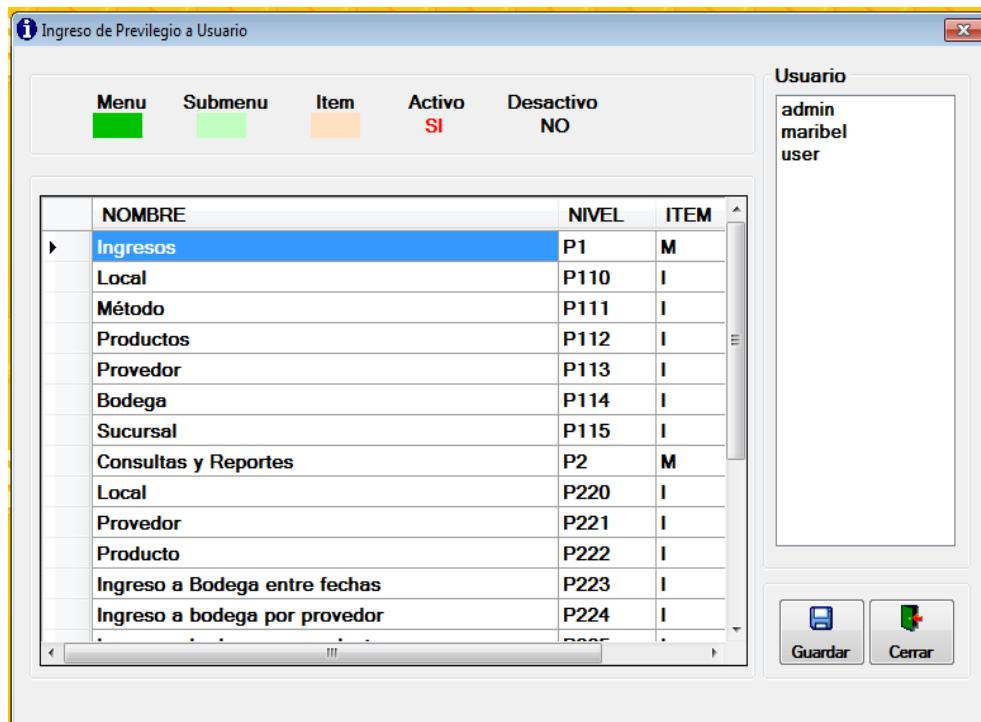 Ingreso de Previlegio a Usuario
Menu Submenu Item Activo Desactivo
SI NO
Usuario
admin
maribel
user
NOMBRE NIVEL ITEM
Ingresos P1 M
Local P110 I
Método P111 I
Productos P112 I
Provedor P113 I
Bodega P114 I
Sucursal P115 I
Consultas y Reportes P2 M
Local P220 I
Provedor P221 I
Producto P222 I
Ingreso a Bodega entre fechas P223 I
Ingreso a bodega por provedor P224 I
Guardar Cerrar